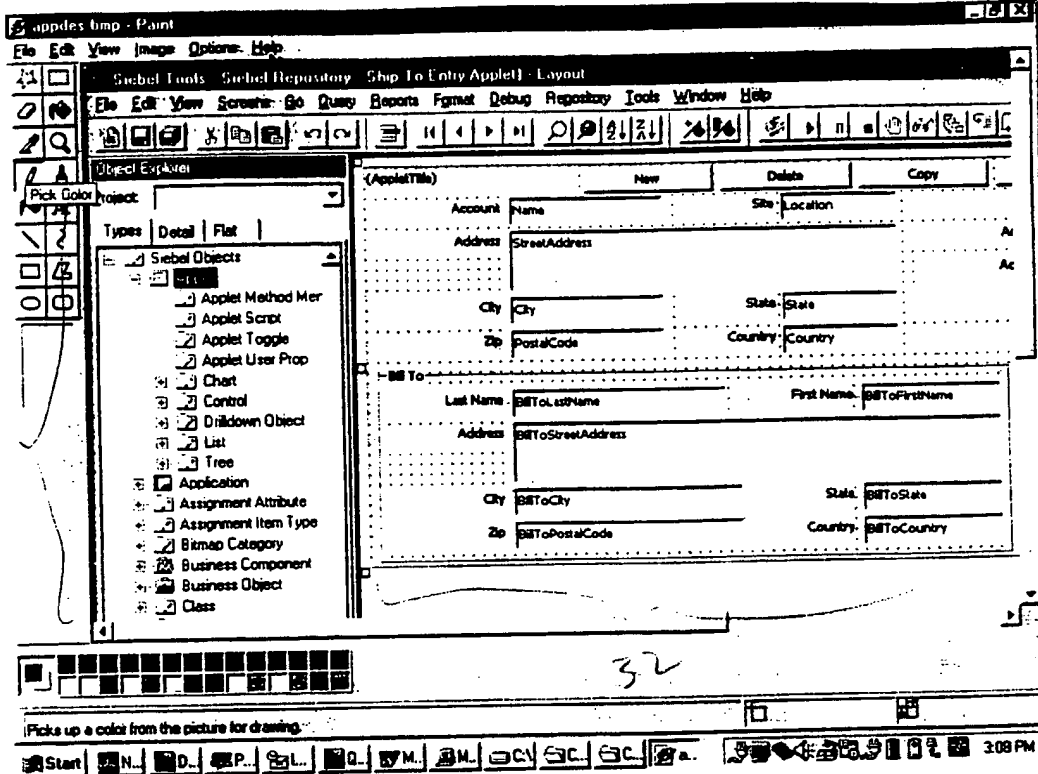 appdes.bmp - Paint
File Edit View Image Options Help
Siebel Tools Siebel Repository Ship To Entry Applet) - Layout
File Edit View Screens Go Query Reports Format Debug Repository Tools Window Help
Object Explorer
Project:
Pick Color
Types Detail Flat
Siebel Objects
Applet Method Mer
Applet Script
Applet Toggle
Applet User Prop
Chart
Control
Drilldown Object
List
Tree
Application
Assignment Attribute
Assignment Item Type
Bitmap Category
Business Component
Business Object
Class
(AppletTitle) New Delete Copy
Account Name Site Location
Address StreetAddress
City City State State
Zip PostalCode Country Country
Bill To
Last Name BillToLastName First Name BillToFirstName
Address BillToStreetAddress
City BillToCity State BillToState
Zip BillToPostalCode Country BillToCountry
32
Picks up a color from the picture for drawing.
Start N... D... P... L... Q... M... M... C:\ C... C... a... 3:08 PM